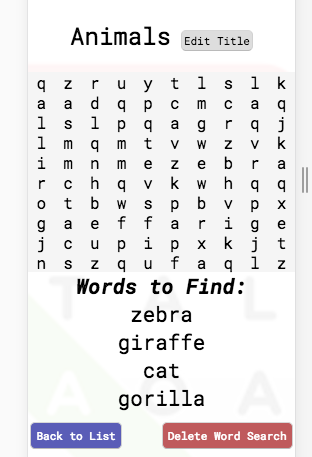 Animals Edit Title
q z r u y t l s l k
a a d q p c m c a q
l s l p q a g r q j
l m q m t v w z v k
i m n m e z e b r a
r c h q v k w h q q
o t b w s p b v p x
g a e f f a r i g e
j c u p i p x k j t
n s z q u f a q l z
Words to Find:
zebra
giraffe
cat
gorilla
Back to List Delete Word Search